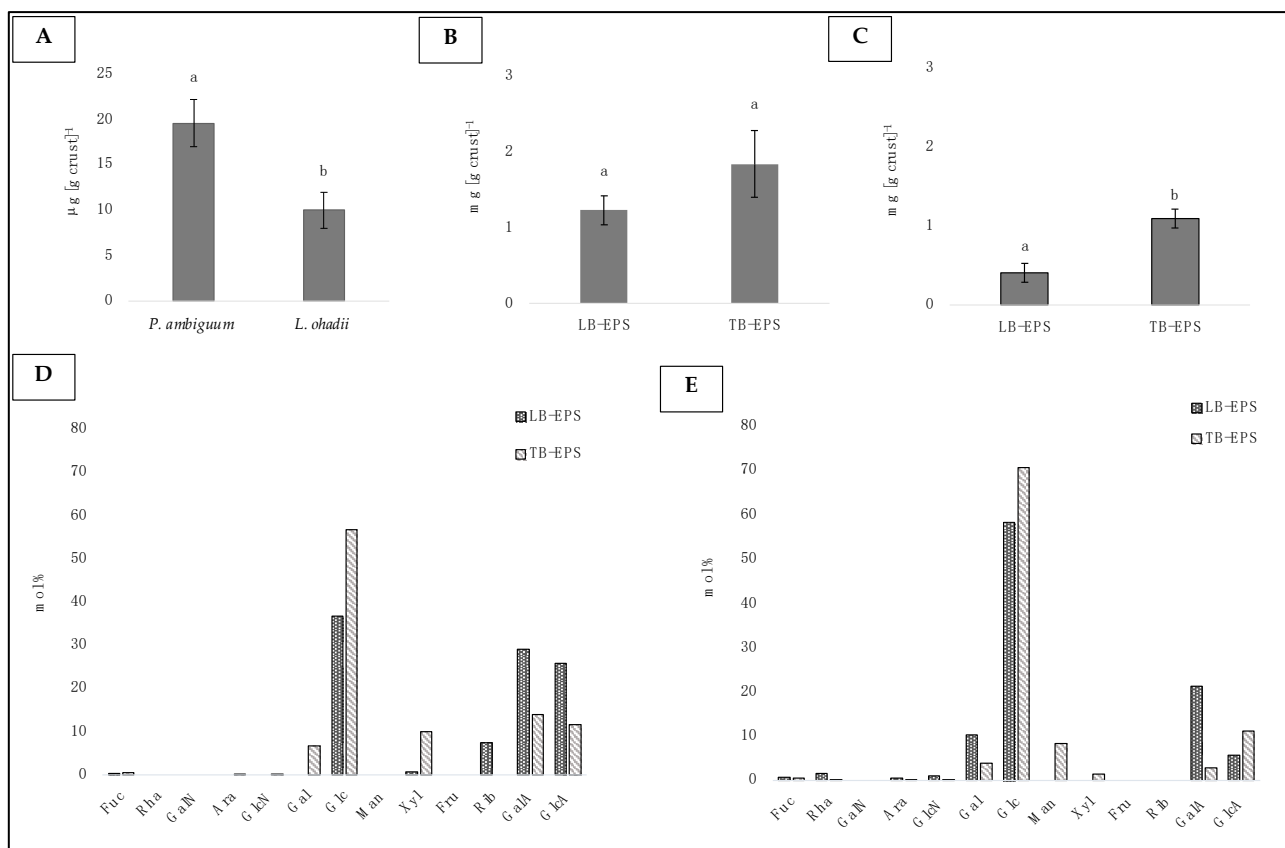 A
25
20
15
10
5
0
µg [g crust]⁻¹
a
b
P. ambiguum
L. ohadii
B
3
2
1
0
mg [g crust]⁻¹
a
a
LB-EPS
TB-EPS
C
3
2
1
0
mg [g crust]⁻¹
a
b
LB-EPS
TB-EPS
D
LB-EPS
TB-EPS
80
70
60
50
40
30
20
10
0
mol%
Fuc
Rha
GalN
Ara
GlcN
Gal
Glc
Man
Xyl
Fru
Rib
GalA
GlcA
E
LB-EPS
TB-EPS
80
70
60
50
40
30
20
10
0
mol%
Fuc
Rha
GalN
Ara
GlcN
Gal
Glc
Man
Xyl
Fru
Rib
GalA
GlcA